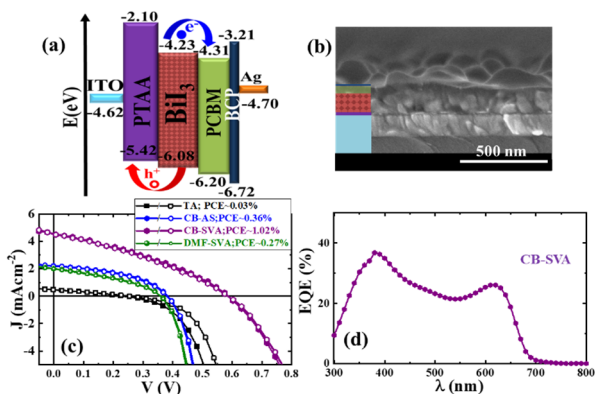 (a)
E(eV)
-2.10
-4.23
e-
-4.31
-3.21
ITO
-4.62
PTAA
BiI3
PCBM
BCP
Ag
-4.70
-5.42
-6.08
h+
-6.20
-6.72
(b)
500 nm
TA; PCE~0.03%
CB-AS;PCE~0.36%
CB-SVA;PCE~1.02%
DMF-SVA;PCE~0.27%
6
4
2
0
-2
-4
J (mAcm-2)
(c)
0.0 0.1 0.2 0.3 0.4 0.5 0.6 0.7 0.8
V (V)
CB-SVA
40
20
0
EQE (%)
(d)
300 400 500 600 700 800
λ (nm)